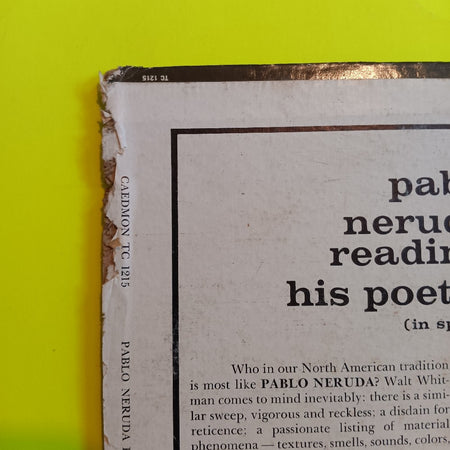 TC 1215
CAEDMON TC 1215
PABLO NERUDA
pab
neru
readin
his poet
(in sp
Who in our North American tradition
is most like PABLO NERUDA? Walt Whit-
man comes to mind inevitably: there is a simi-
lar sweep, vigorous and reckless; a disdain for
reticence; a passionate listing of material
phenomena — textures, smells, sounds, colors,